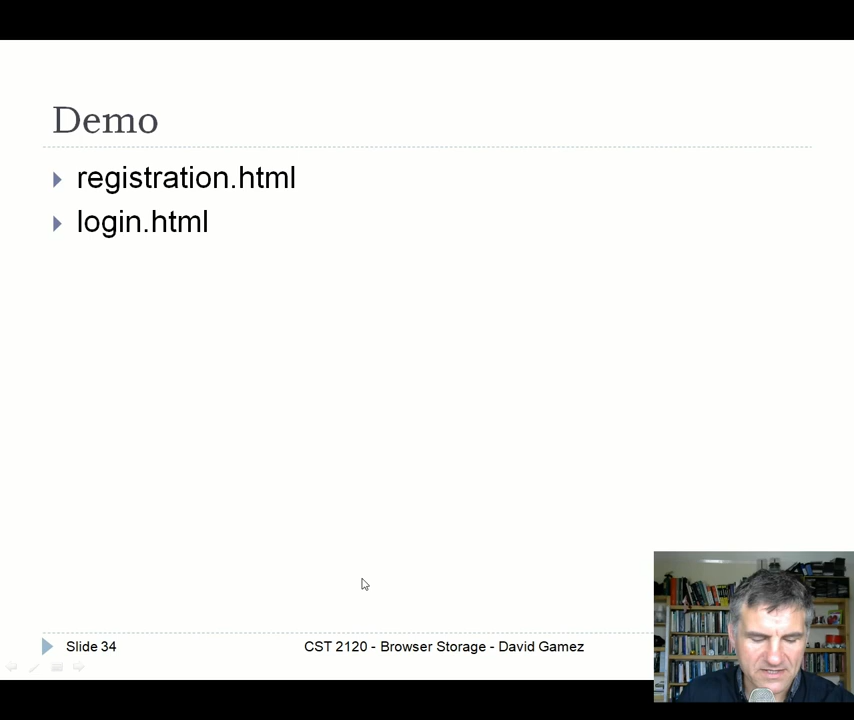 Demo
registration.html
login.html
Slide 34
CST 2120 - Browser Storage - David Gamez